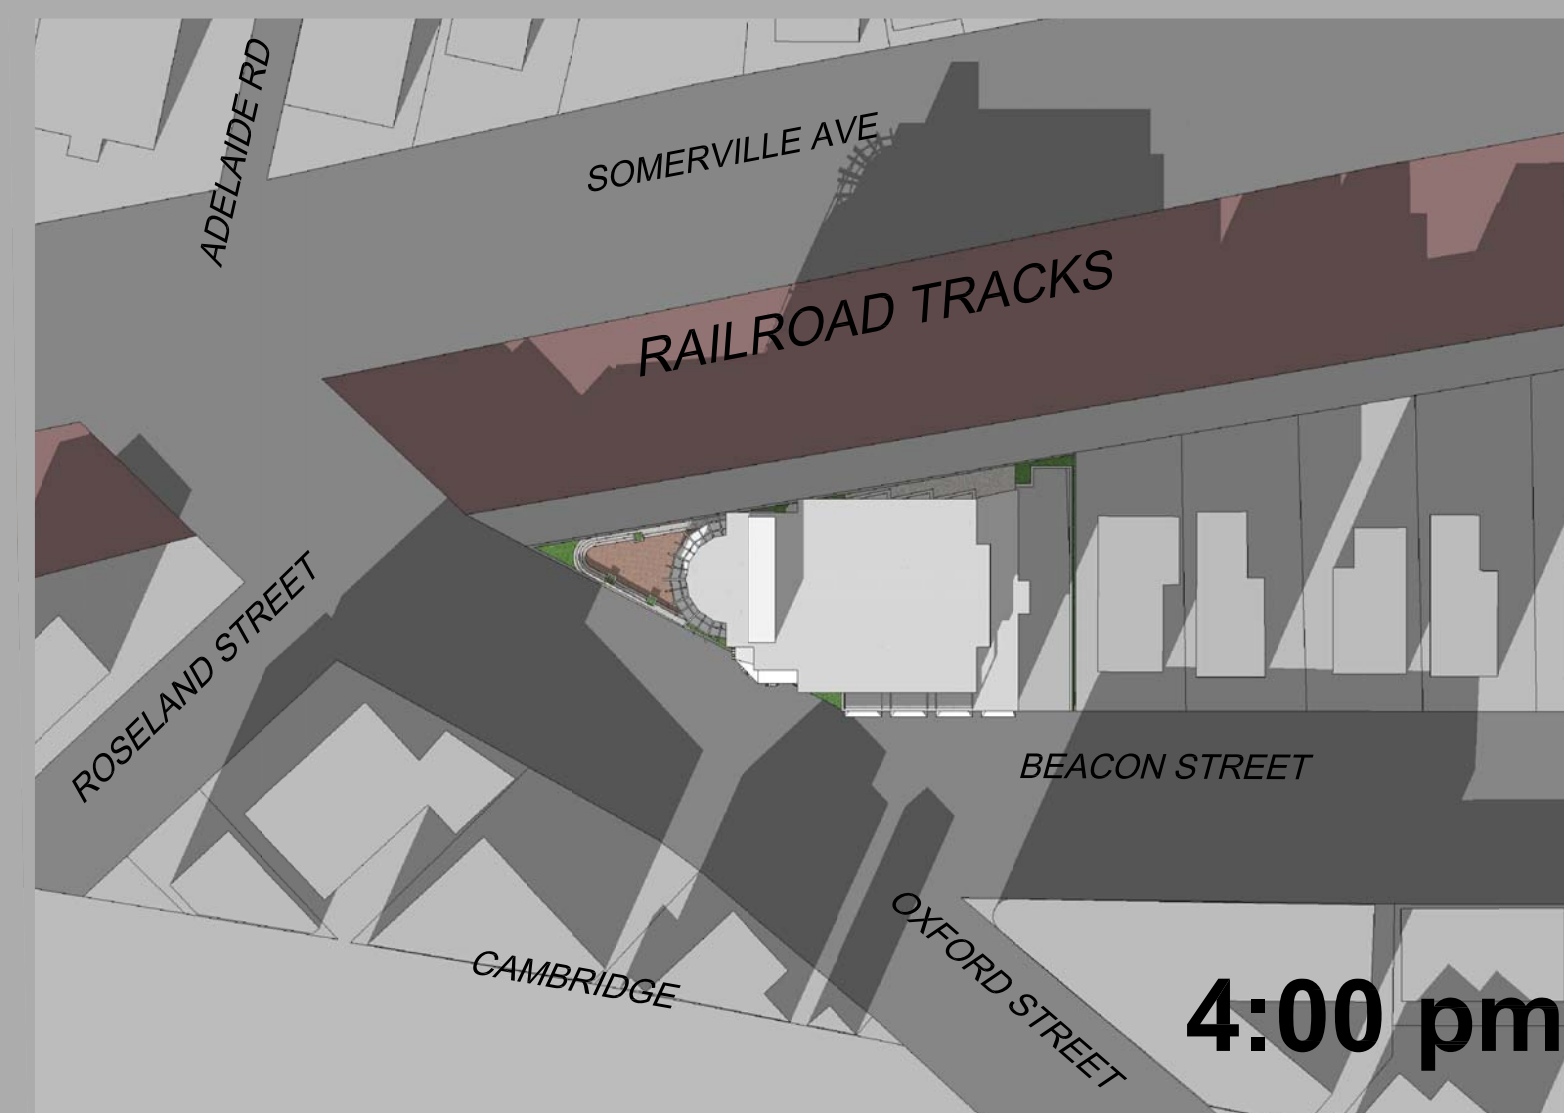 ADELAIDE RD
SOMERVILLE AVE
RAILROAD TRACKS
ROSELAND STREET
BEACON STREET
OXFORD STREET
CAMBRIDGE
4:00 pm